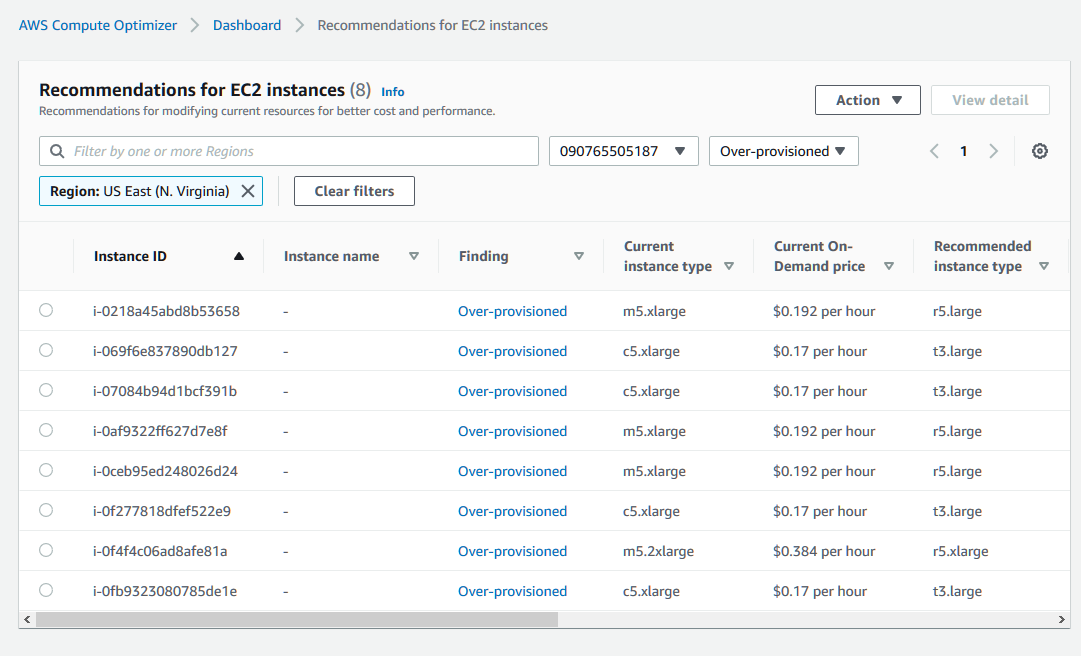 AWS Compute Optimizer > Dashboard > Recommendations for EC2 instances
Recommendations for EC2 instances (8) Info
Recommendations for modifying current resources for better cost and performance.
Action
View detail
Filter by one or more Regions
090765505187
Over-provisioned
1
Region: US East (N. Virginia)
Clear filters
Instance ID
Instance name
Finding
Current
instance type
Current On-
Demand price
Recommended
instance type
i-0218a45abd8b53658 - Over-provisioned m5.xlarge $0.192 per hour r5.large
i-069f6e837890db127 - Over-provisioned c5.xlarge $0.17 per hour t3.large
i-07084b94d1bcf391b - Over-provisioned c5.xlarge $0.17 per hour t3.large
i-0af9322ff627d7e8f - Over-provisioned m5.xlarge $0.192 per hour r5.large
i-0ceb95ed248026d24 - Over-provisioned m5.xlarge $0.192 per hour r5.large
i-0f277818dfef522e9 - Over-provisioned c5.xlarge $0.17 per hour t3.large
i-0f4f4c06ad8afe81a - Over-provisioned m5.2xlarge $0.384 per hour r5.xlarge
i-0fb9323080785de1e - Over-provisioned c5.xlarge $0.17 per hour t3.large